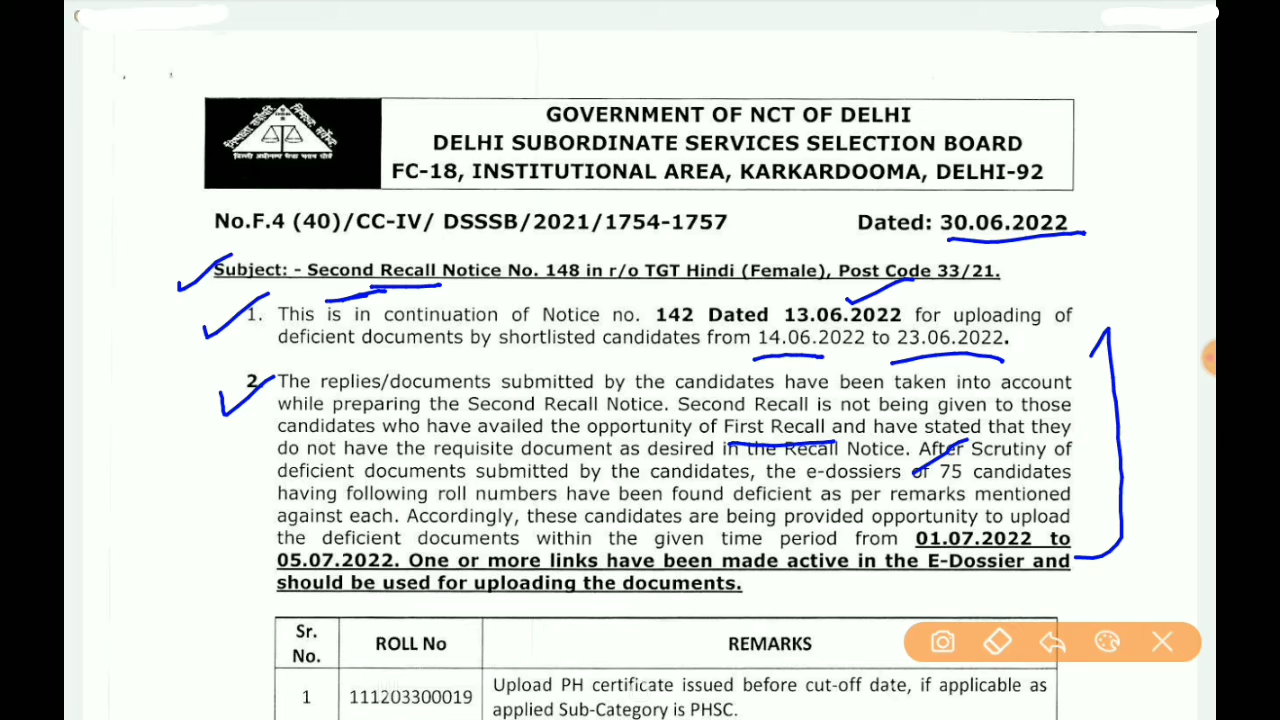 GOVERNMENT OF NCT OF DELHI
DELHI SUBORDINATE SERVICES SELECTION BOARD
FC-18, INSTITUTIONAL AREA, KARKARDOOMA, DELHI-92
No.F.4 (40)/CC-IV/ DSSSB/2021/1754-1757 Dated: 30.06.2022
Subject: - Second Recall Notice No. 148 in r/o TGT Hindi (Female), Post Code 33/21.
1. This is in continuation of Notice no. 142 Dated 13.06.2022 for uploading of
deficient documents by shortlisted candidates from 14.06.2022 to 23.06.2022.
2. The replies/documents submitted by the candidates have been taken into account
while preparing the Second Recall Notice. Second Recall is not being given to those
candidates who have availed the opportunity of First Recall and have stated that they
do not have the requisite document as desired in the Recall Notice. After Scrutiny of
deficient documents submitted by the candidates, the e-dossiers of 75 candidates
having following roll numbers have been found deficient as per remarks mentioned
against each. Accordingly, these candidates are being provided opportunity to upload
the deficient documents within the given time period from 01.07.2022 to
05.07.2022. One or more links have been made active in the E-Dossier and
should be used for uploading the documents.
Sr. No. ROLL No REMARKS
1 111203300019 Upload PH certificate issued before cut-off date, if applicable as
applied Sub-Category is PHSC.